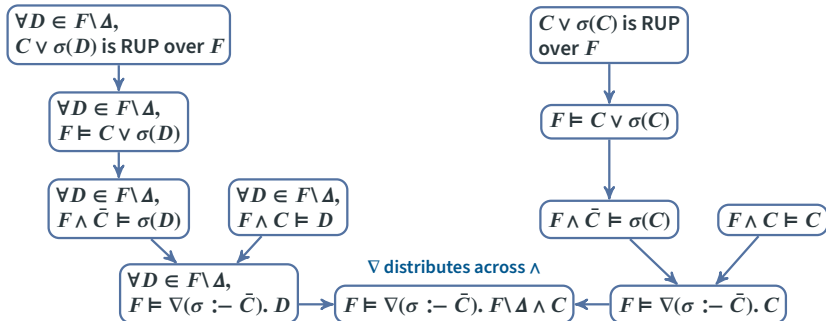 ∀D ∈ F\Δ,
C ∨ σ(D) is RUP over F
C ∨ σ(C) is RUP
over F
∀D ∈ F\Δ,
F ⊨ C ∨ σ(D)
F ⊨ C ∨ σ(C)
∀D ∈ F\Δ,
F ∧ C̄ ⊨ σ(D)
∀D ∈ F\Δ,
F ∧ C ⊨ D
F ∧ C̄ ⊨ σ(C)
F ∧ C ⊨ C
∇ distributes across ∧
∀D ∈ F\Δ,
F ⊨ ∇(σ :– C̄). D
F ⊨ ∇(σ :– C̄). F\Δ ∧ C
F ⊨ ∇(σ :– C̄). C